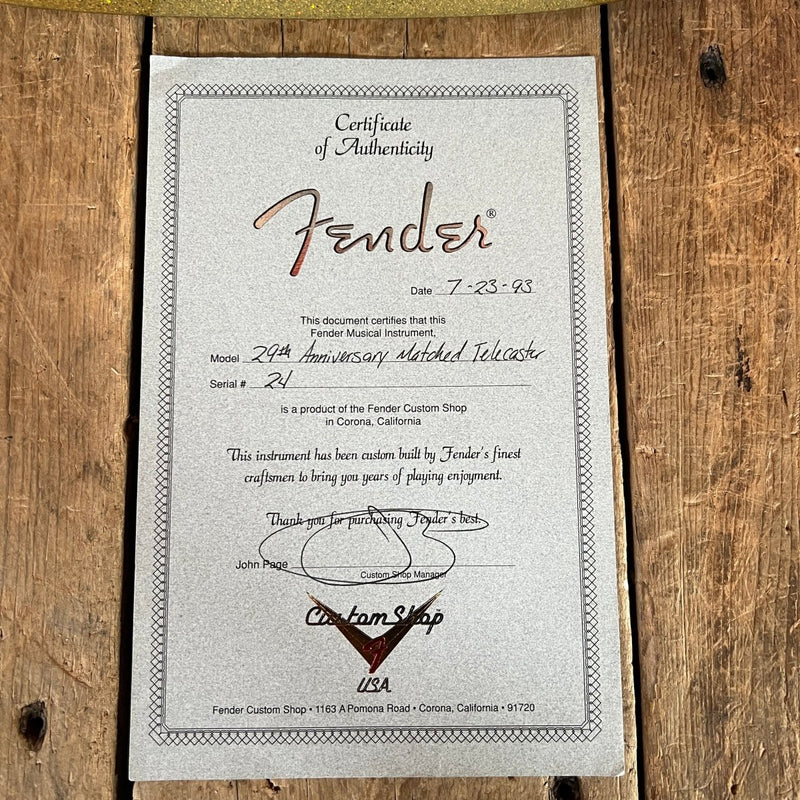 Certificate
of Authenticity
Fender®
Date 7-23-93
This document certifies that this
Fender Musical Instrument,
Model 29th Anniversary Matched Telecaster
Serial # 24
is a product of the Fender Custom Shop
in Corona, California
This instrument has been custom built by Fender's finest
craftsmen to bring you years of playing enjoyment.
Thank you for purchasing Fender's best.
John Page
Custom Shop Manager
Custom Shop
USA
Fender Custom Shop • 1163 A Pomona Road • Corona, California • 91720